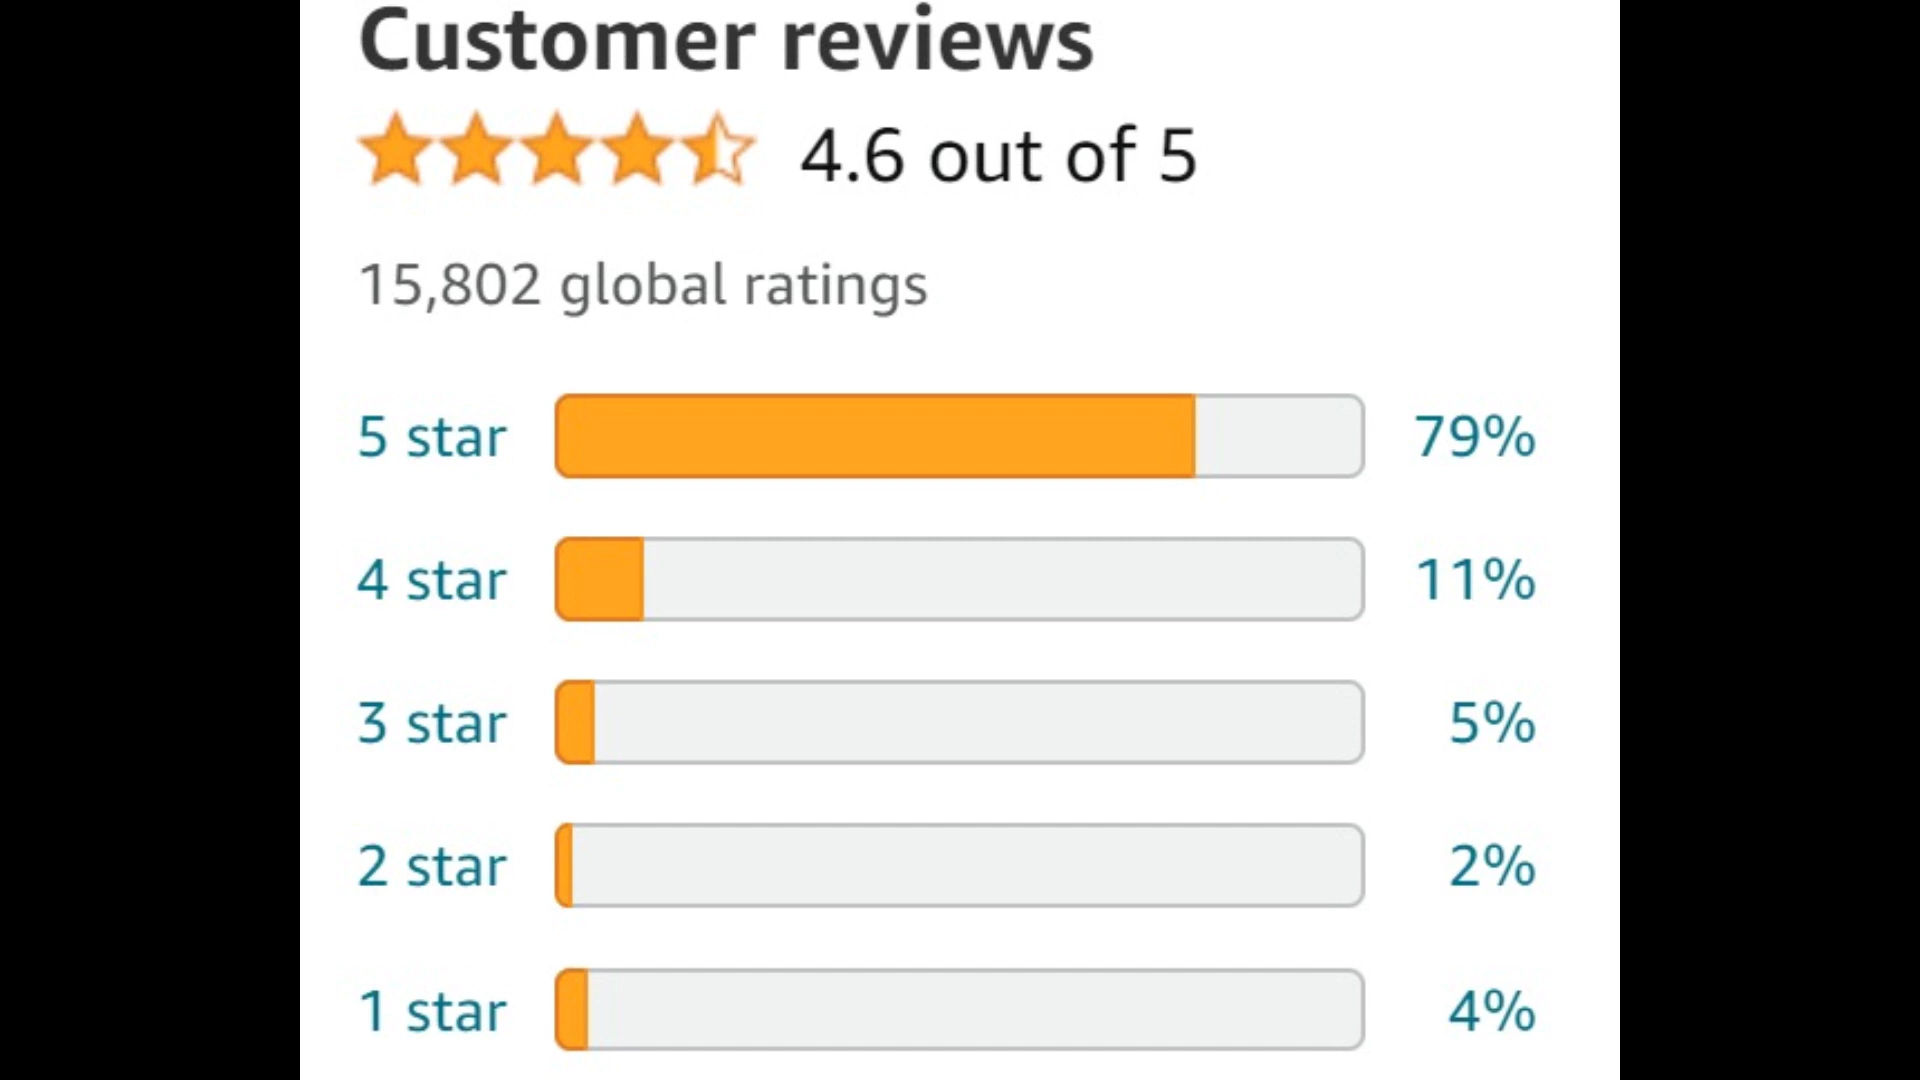 Customer reviews
4.6 out of 5
15,802 global ratings
5 star 79%
4 star 11%
3 star 5%
2 star 2%
1 star 4%